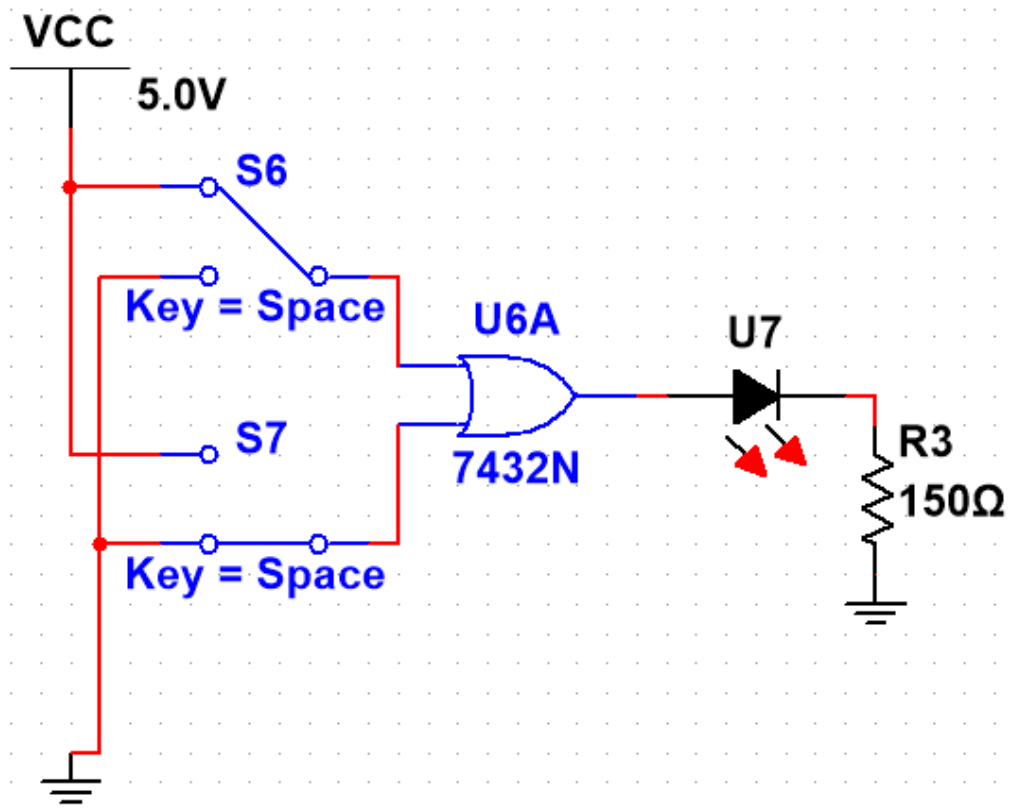 VCC
5.0V
S6
Key = Space
U6A
U7
S7
7432N
R3
150Ω
Key = Space